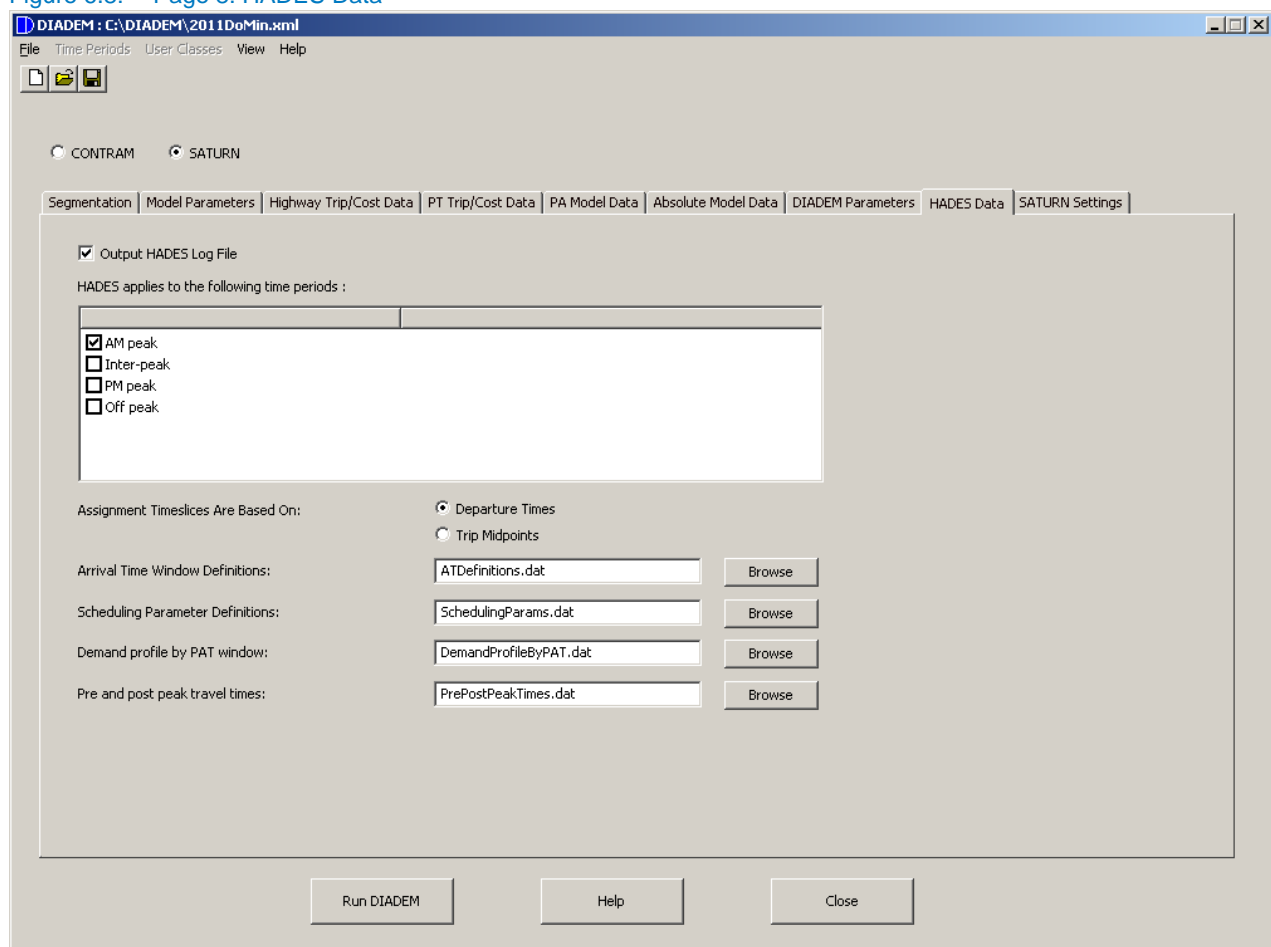 DIADEM : C:\DIADEM\2011DoMin.xml
File Time Periods User Classes View Help
CONTRAM SATURN
Segmentation Model Parameters Highway Trip/Cost Data PT Trip/Cost Data PA Model Data Absolute Model Data DIADEM Parameters HADES Data SATURN Settings
Output HADES Log File
HADES applies to the following time periods :
AM peak
Inter-peak
PM peak
Off peak
Assignment Timeslices Are Based On: Departure Times
Trip Midpoints
Arrival Time Window Definitions: ATDefinitions.dat Browse
Scheduling Parameter Definitions: SchedulingParams.dat Browse
Demand profile by PAT window: DemandProfileByPAT.dat Browse
Pre and post peak travel times: PrePostPeakTimes.dat Browse
Run DIADEM Help Close